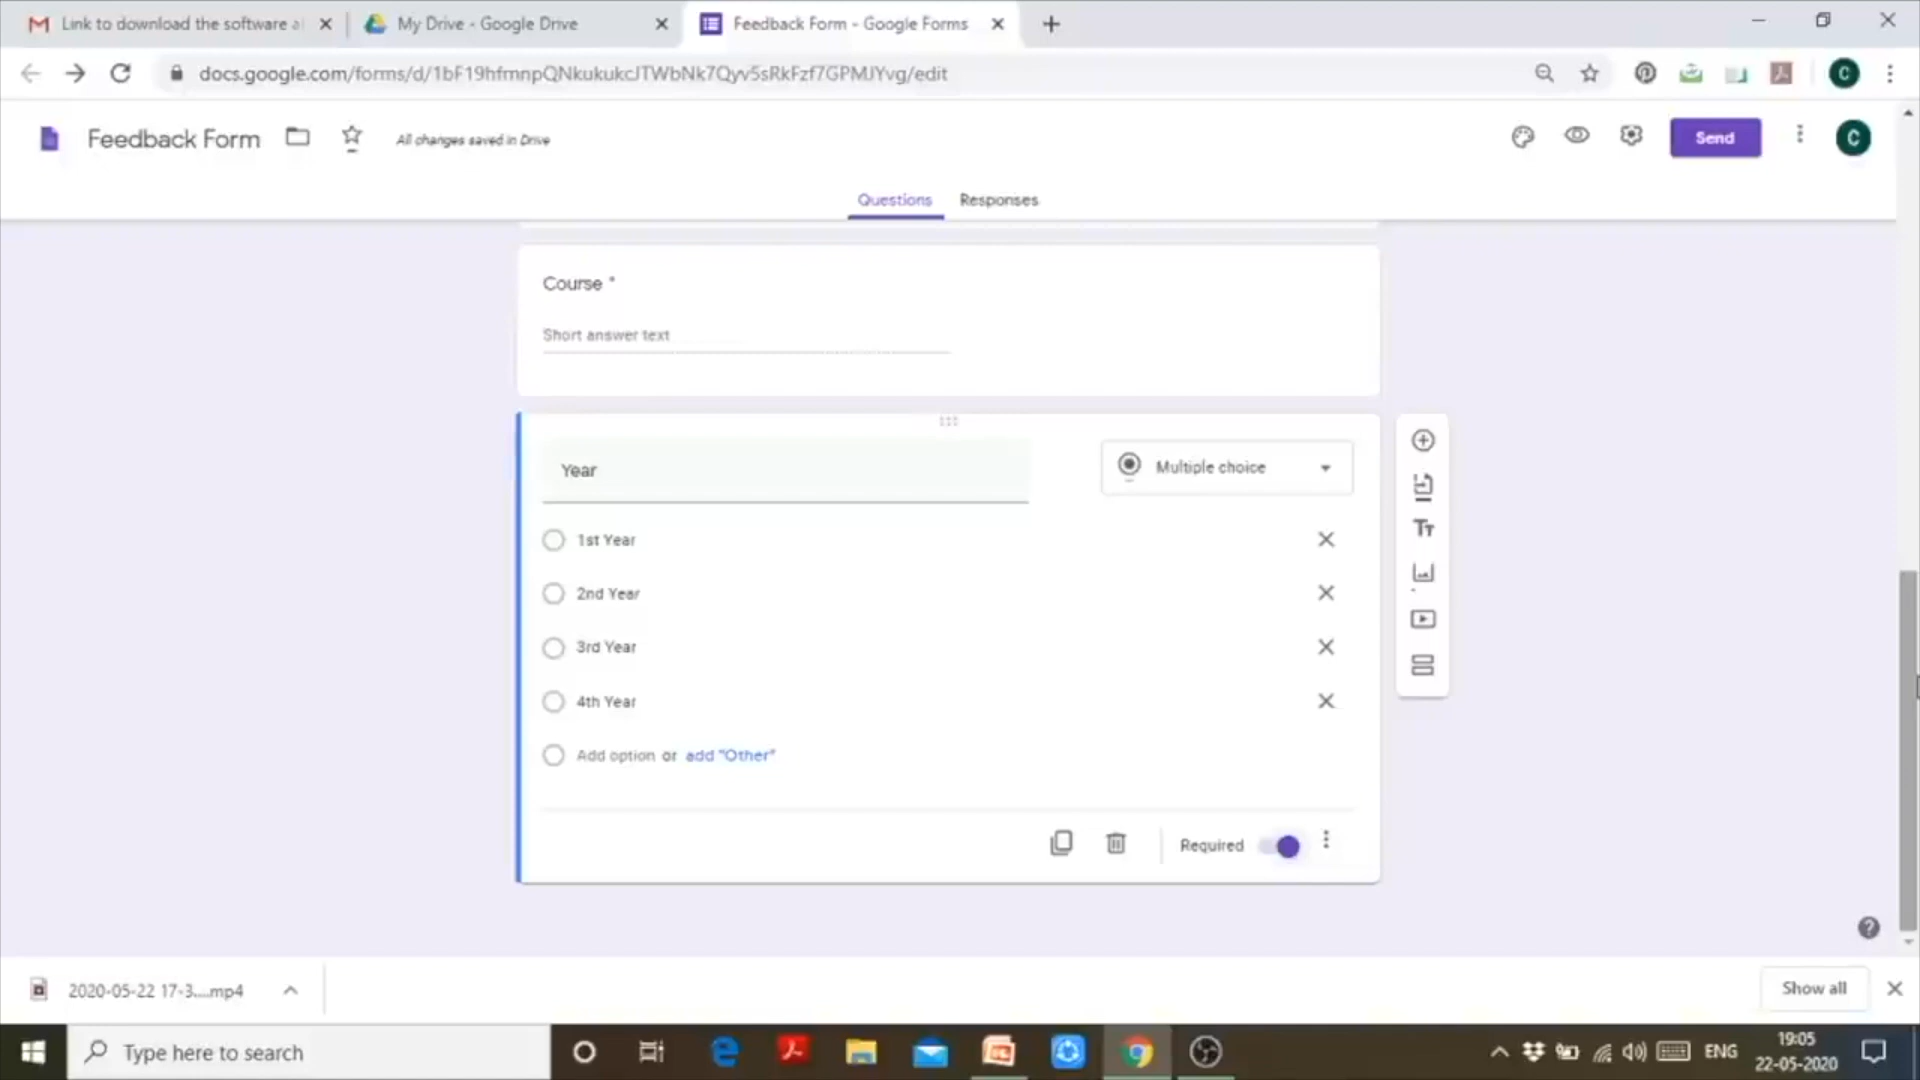 Link to download the software a
My Drive - Google Drive
Feedback Form - Google Forms
docs.google.com/forms/d/1bF19hfmnpQNkukukcJTWbNk7Qyv5sRkFzf7GPMJYvg/edit
C
Feedback Form
All changes saved in Drive
Send
C
Questions
Responses
Course *
Short answer text
Year
Multiple choice
1st Year
2nd Year
3rd Year
4th Year
Add option or add "Other"
Required
2020-05-22 17-3....mp4
Show all
Type here to search
ENG
19:05
22-05-2020